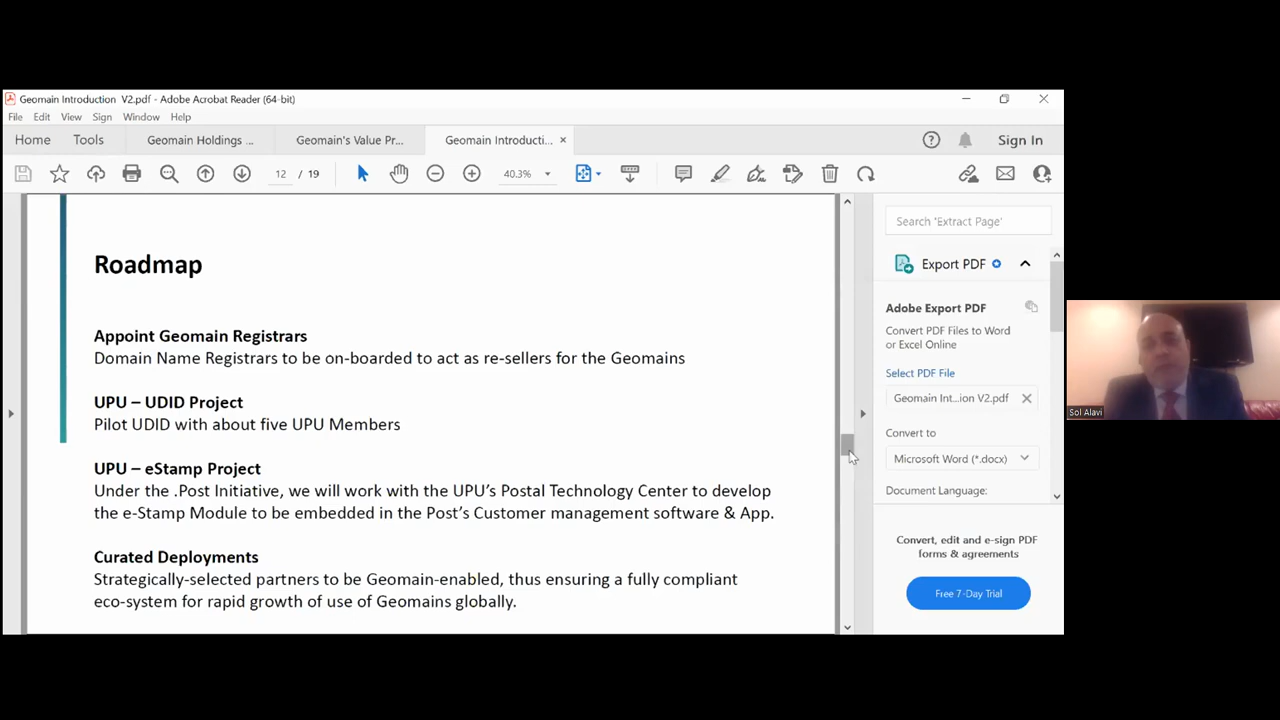 Geomain Introduction V2.pdf - Adobe Acrobat Reader (64-bit)
File Edit View Sign Window Help
Home Tools Geomain Holdings ... Geomain's Value Pr... Geomain Introducti... Sign In
12 / 19 40.3%
Roadmap
Appoint Geomain Registrars
Domain Name Registrars to be on-boarded to act as re-sellers for the Geomains
UPU – UDID Project
Pilot UDID with about five UPU Members
UPU – eStamp Project
Under the .Post Initiative, we will work with the UPU's Postal Technology Center to develop
the e-Stamp Module to be embedded in the Post's Customer management software & App.
Curated Deployments
Strategically-selected partners to be Geomain-enabled, thus ensuring a fully compliant
eco-system for rapid growth of use of Geomains globally.
Search 'Extract Page'
Export PDF
Adobe Export PDF
Convert PDF Files to Word
or Excel Online
Select PDF File
Geomain Int...ion V2.pdf
Convert to
Microsoft Word (*.docx)
Document Language:
Convert, edit and e-sign PDF
forms & agreements
Free 7-Day Trial
Sol Alavi